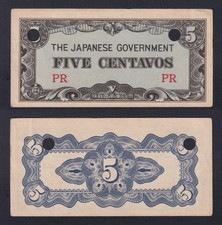 5
THE JAPANESE GOVERNMENT
FIVE CENTAVOS
PR PR
5